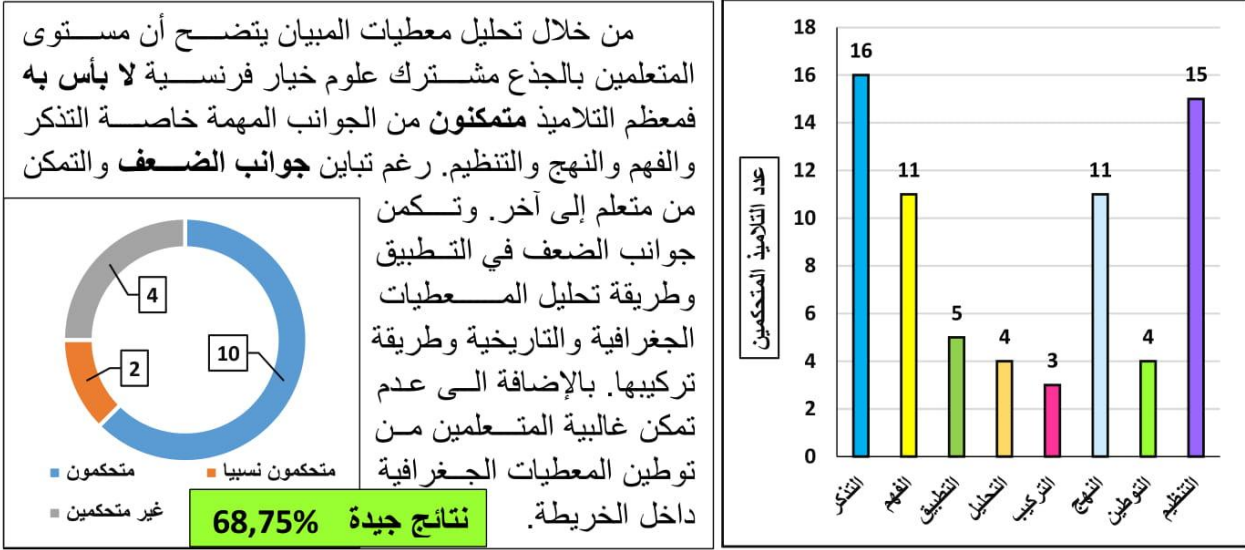 من خلال تحليل معطيات المبيان يتضح أن مستوى
المتعلمين بالجذع مشترك علوم خيار فرنسية لا بأس به
فمعظم التلاميذ متمكنون من الجوانب المهمة خاصة التذكر
والفهم والنهج والتنظيم. رغم تباين جوانب الضعف والتمكن
من متعلم إلى آخر. وتكمن
جوانب الضعف في التطبيق
وطريقة تحليل المعطيات
الجغرافية والتاريخية وطريقة
تركيبها. بالإضافة الى عدم
تمكن غالبية المتعلمين من
توطين المعطيات الجغرافية
داخل الخريطة.
4
2
10
متحكمون
متحكمون نسبيا
غير متحكمين
نتائج جيدة 68,75%
عدد التلاميذ المتحكمين
18
16
14
12
10
8
6
4
2
0
16
11
5
4
3
11
4
15
التذكر
الفهم
التطبيق
التحليل
التركيب
النهج
التوطين
التنظيم